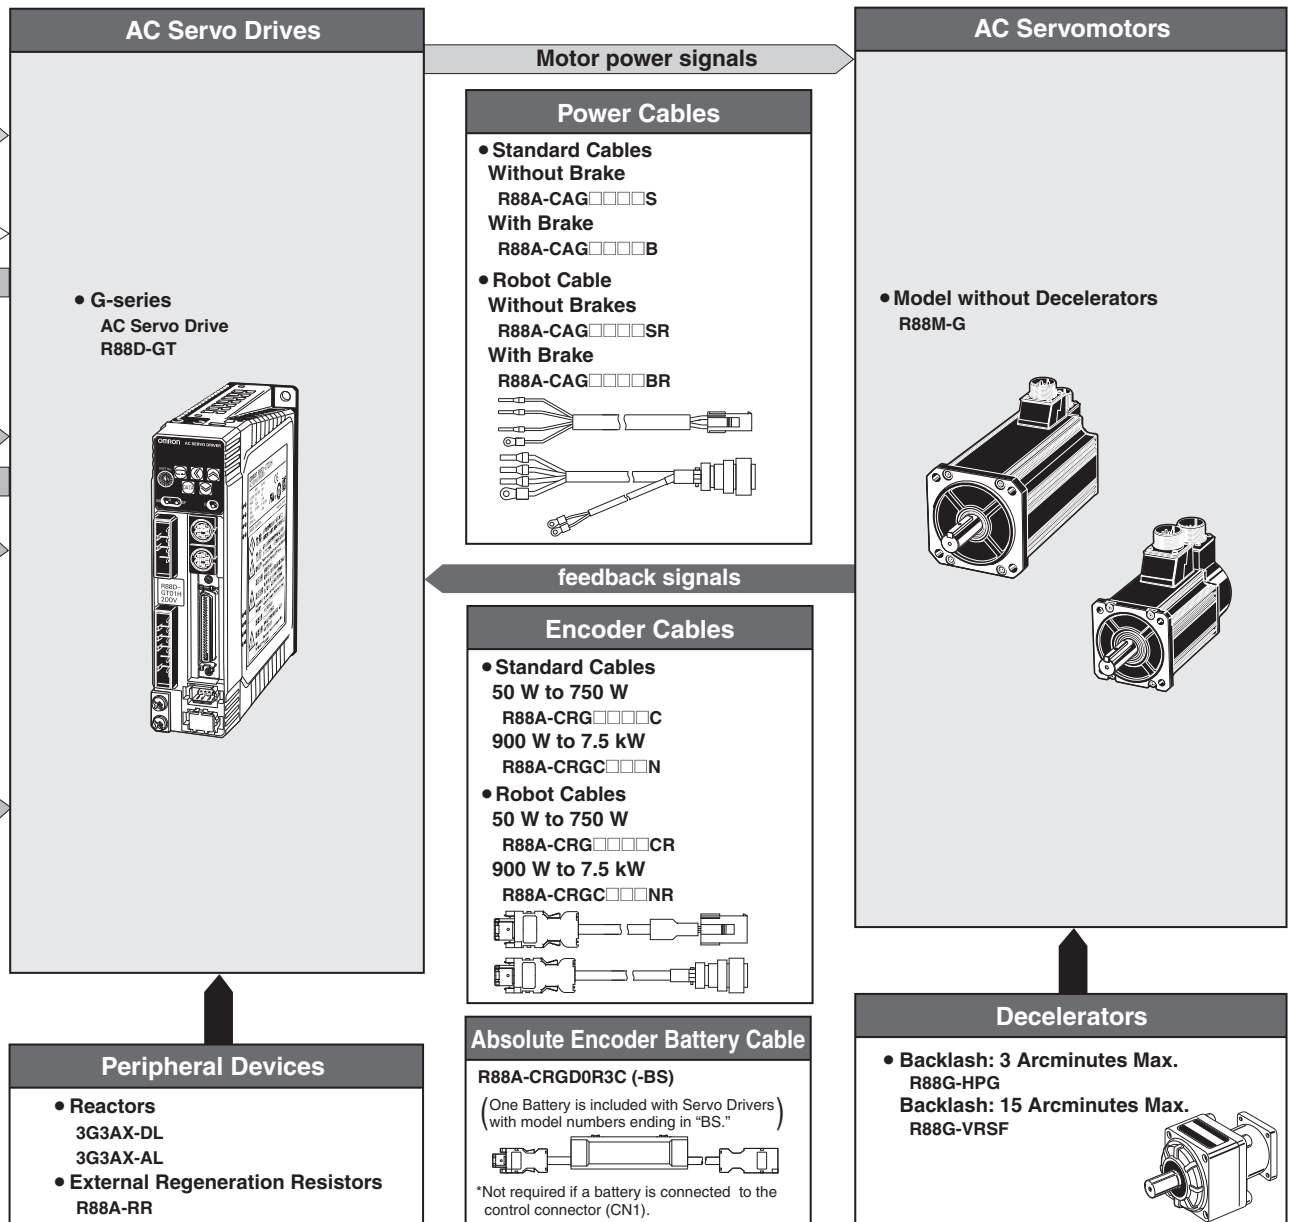 AC Servo Drives
• G-series
AC Servo Drive
R88D-GT
OMRON AC SERVO DRIVER
DATA
R88D-
GT01H
200V
Motor power signals
Power Cables
• Standard Cables
Without Brake
R88A-CAG□□□□S
With Brake
R88A-CAG□□□□B
• Robot Cable
Without Brakes
R88A-CAG□□□□SR
With Brake
R88A-CAG□□□□BR
feedback signals
Encoder Cables
• Standard Cables
50 W to 750 W
R88A-CRG□□□□C
900 W to 7.5 kW
R88A-CRGC□□□N
• Robot Cables
50 W to 750 W
R88A-CRG□□□□CR
900 W to 7.5 kW
R88A-CRGC□□□NR
Absolute Encoder Battery Cable
R88A-CRGD0R3C (-BS)
(One Battery is included with Servo Drivers
with model numbers ending in “BS.”)
*Not required if a battery is connected to the
control connector (CN1).
AC Servomotors
• Model without Decelerators
R88M-G
Decelerators
• Backlash: 3 Arcminutes Max.
R88G-HPG
Backlash: 15 Arcminutes Max.
R88G-VRSF
Peripheral Devices
• Reactors
3G3AX-DL
3G3AX-AL
• External Regeneration Resistors
R88A-RR